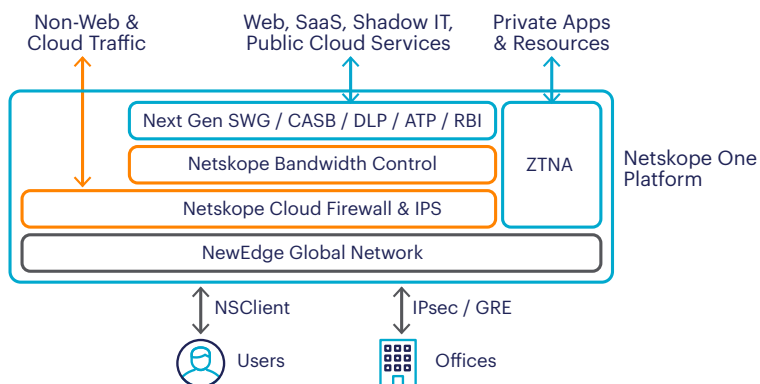 Non-Web &
Cloud Traffic
Web, SaaS, Shadow IT,
Public Cloud Services
Private Apps
& Resources
Next Gen SWG / CASB / DLP / ATP / RBI
Netskope Bandwidth Control
ZTNA
Netskope One
Platform
Netskope Cloud Firewall & IPS
NewEdge Global Network
NSClient
IPsec / GRE
Users
Offices